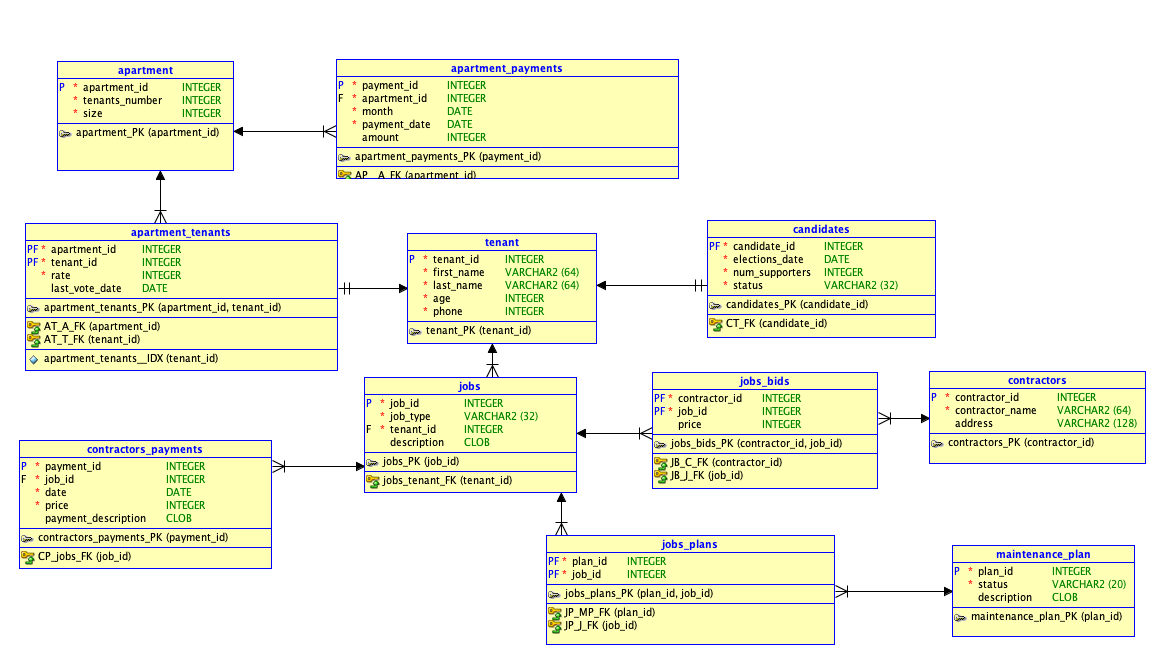 apartment
P * apartment_id INTEGER
* tenants_number INTEGER
* size INTEGER
apartment_PK (apartment_id)
apartment_payments
P * payment_id INTEGER
F * apartment_id INTEGER
* month DATE
* payment_date DATE
amount INTEGER
apartment_payments_PK (payment_id)
AP__A_FK (apartment_id)
apartment_tenants
PF * apartment_id INTEGER
PF * tenant_id INTEGER
* rate INTEGER
last_vote_date DATE
apartment_tenants_PK (apartment_id, tenant_id)
AT_A_FK (apartment_id)
AT_T_FK (tenant_id)
apartment_tenants__IDX (tenant_id)
tenant
P * tenant_id INTEGER
* first_name VARCHAR2 (64)
* last_name VARCHAR2 (64)
* age INTEGER
* phone INTEGER
tenant_PK (tenant_id)
candidates
PF * candidate_id INTEGER
* elections_date DATE
* num_supporters INTEGER
* status VARCHAR2 (32)
candidates_PK (candidate_id)
CT_FK (candidate_id)
jobs
P * job_id INTEGER
* job_type VARCHAR2 (32)
F * tenant_id INTEGER
description CLOB
jobs_PK (job_id)
jobs_tenant_FK (tenant_id)
jobs_bids
PF * contractor_id INTEGER
PF * job_id INTEGER
price INTEGER
jobs_bids_PK (contractor_id, job_id)
JB_C_FK (contractor_id)
JB_J_FK (job_id)
contractors
P * contractor_id INTEGER
* contractor_name VARCHAR2 (64)
address VARCHAR2 (128)
contractors_PK (contractor_id)
contractors_payments
P * payment_id INTEGER
F * job_id INTEGER
* date DATE
* price INTEGER
payment_description CLOB
contractors_payments_PK (payment_id)
CP_jobs_FK (job_id)
jobs_plans
PF * plan_id INTEGER
PF * job_id INTEGER
jobs_plans_PK (plan_id, job_id)
JP_MP_FK (plan_id)
JP_J_FK (job_id)
maintenance_plan
P * plan_id INTEGER
* status VARCHAR2 (20)
description CLOB
maintenance_plan_PK (plan_id)